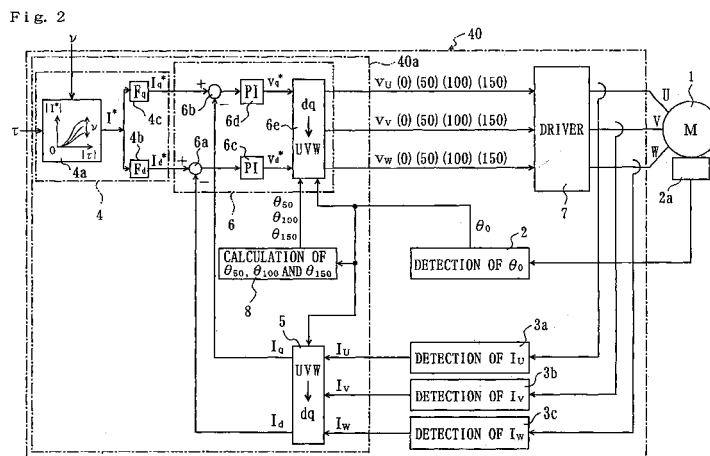 Fig. 2
40
40a
ν
|I*|
ν
0
|τ|
τ
4a
I*
Fq
4c
Iq*
4b
Fd
Id*
4
+
6b
−
PI
6d
Vq*
6c
+
6a
−
PI
Vd*
6
dq
6e
↓
UVW
VU (0) (50) (100) (150)
VV (0) (50) (100) (150)
VW (0) (50) (100) (150)
DRIVER
7
U
V
W
1
M
2a
θ50
θ100
θ150
θ0
2
DETECTION OF θ0
CALCULATION OF
θ50, θ100 AND θ150
8
5
UVW
↓
dq
Iq
Id
IU
IV
IW
3a
DETECTION OF IU
3b
DETECTION OF IV
3c
DETECTION OF IW